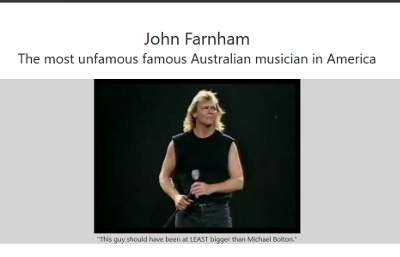 John Farnham
The most unfamous famous Australian musician in America
"This guy should have been at LEAST bigger than Michael Bolton."